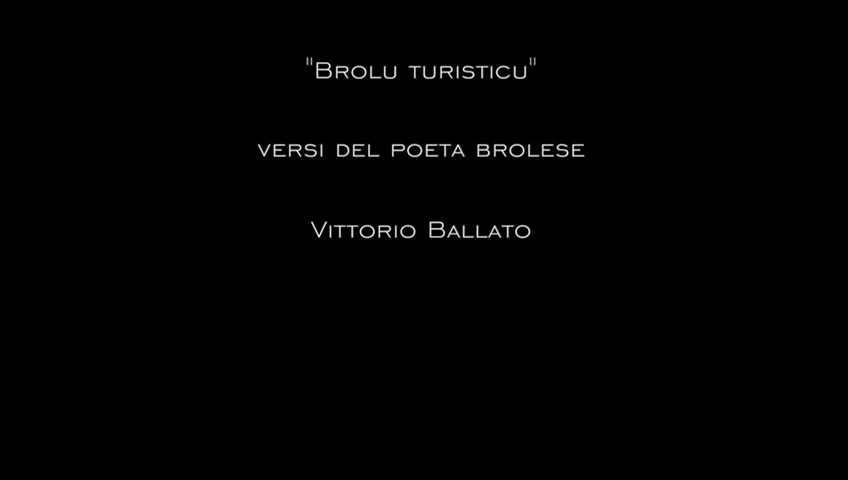 "Brolu turisticu"
versi del poeta brolese
Vittorio Ballato